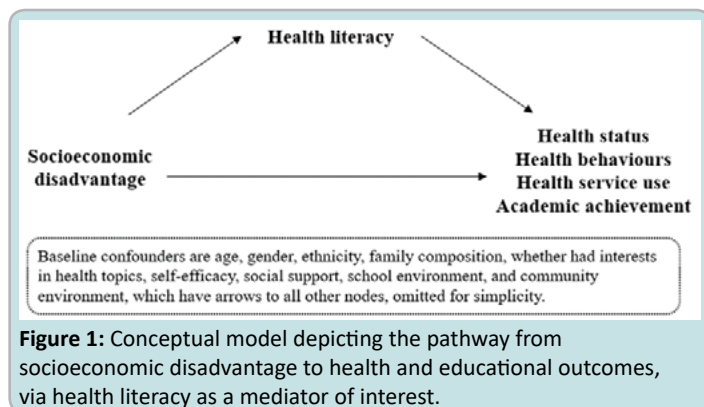 Health literacy
Socioeconomic
disadvantage
Health status
Health behaviours
Health service use
Academic achievement
Baseline confounders are age, gender, ethnicity, family composition, whether had interests
in health topics, self-efficacy, social support, school environment, and community
environment, which have arrows to all other nodes, omitted for simplicity.
Figure 1: Conceptual model depicting the pathway from
socioeconomic disadvantage to health and educational outcomes,
via health literacy as a mediator of interest.